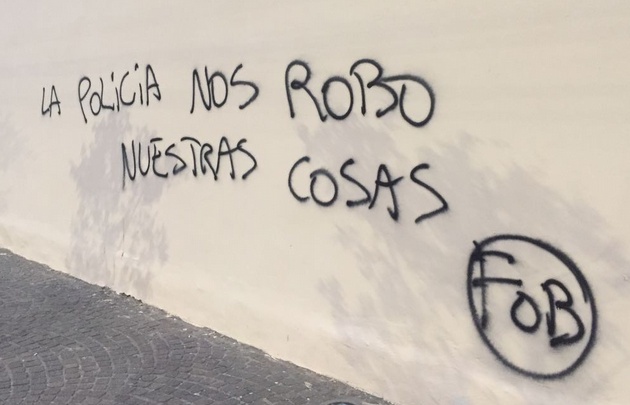 LA POLiCiA NOS ROBO
NUESTRAS COSAS
FOB